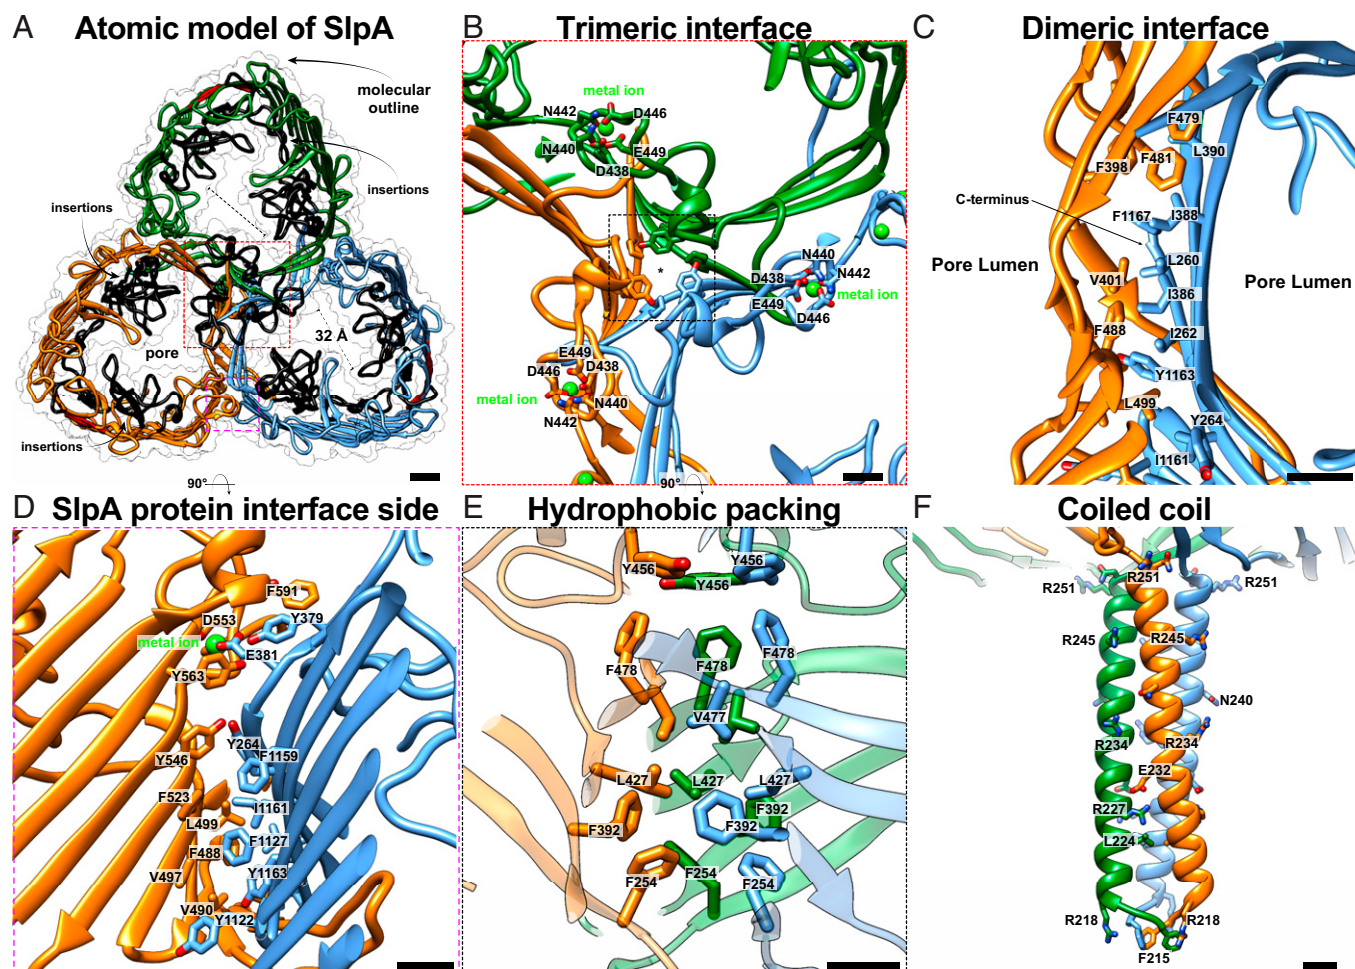 A Atomic model of SlpA
molecular
outline
insertions
insertions
pore
32 Å
insertions
90°
B Trimeric interface
metal ion
N442
D446
N440
E449
D438
*
N440
D438
N442
metal ion
E449
D446
E449
D446
D438
metal ion
N440
N442
90°
C Dimeric interface
F479
L390
F481
F398
C-terminus
F1167
I388
Pore Lumen
L260
Pore Lumen
V401
I386
F488
I262
Y1163
L499
Y264
I1161
D SlpA protein interface side
F591
D553
Y379
metal ion
E381
Y563
Y264
Y546
F1159
F523
I1161
L499
F1127
F488
Y1163
V497
V490
Y1122
E Hydrophobic packing
Y456
Y456
Y456
F478
F478
F478
V477
L427
L427
L427
F392
F392
F392
F254
F254
F254
F Coiled coil
R251
R251
R251
R245
R245
N240
R234
R234
E232
R227
L224
R218
R218
F215